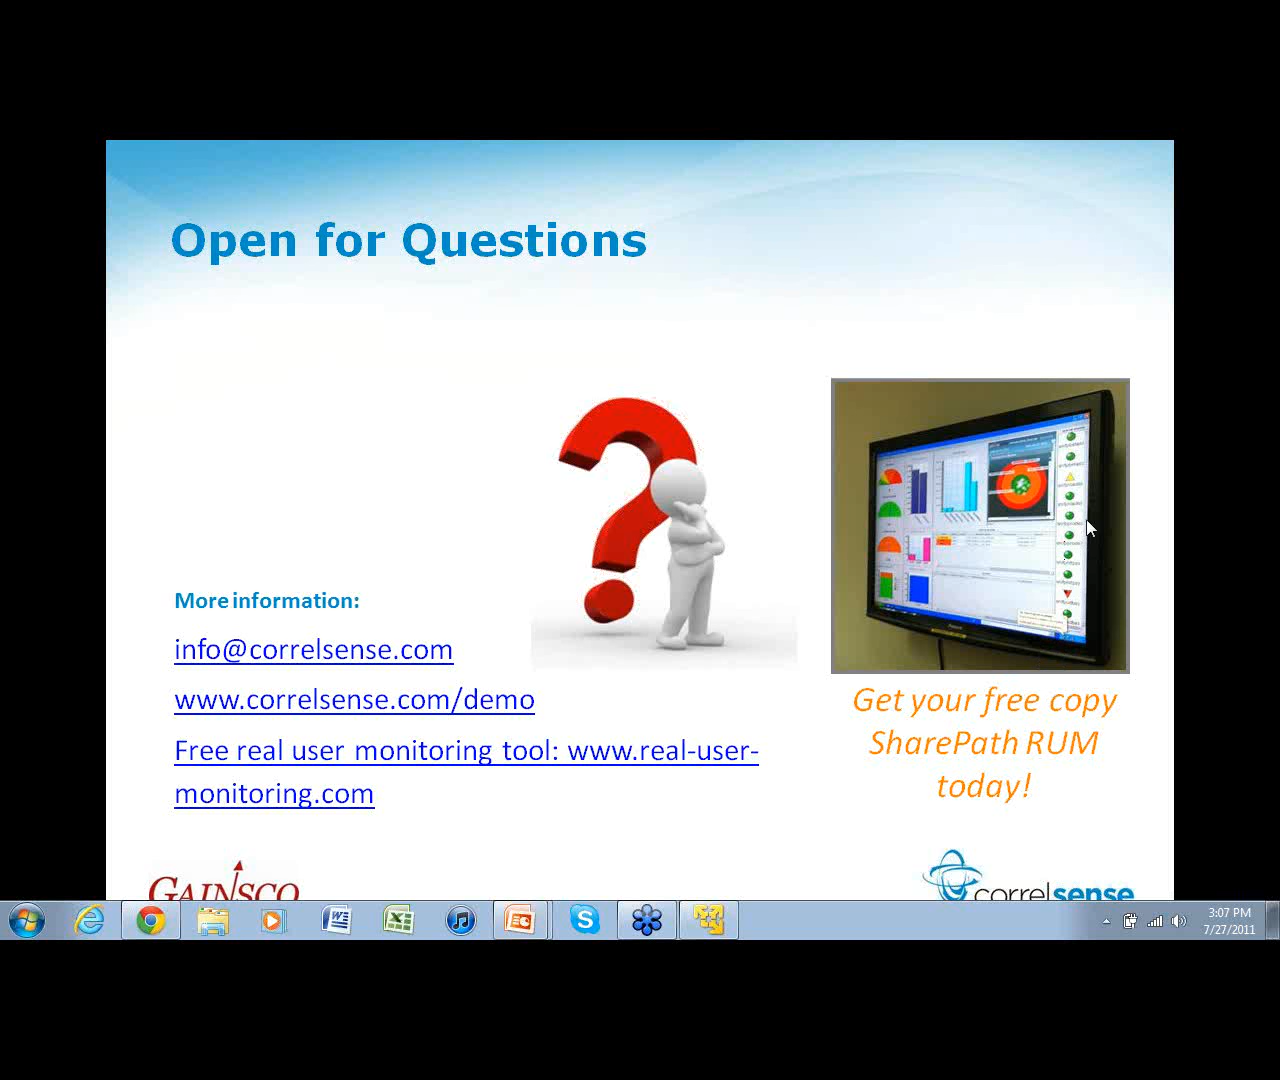 Open for Questions
More information:
info@correlsense.com
www.correlsense.com/demo
Free real user monitoring tool: www.real-user-
monitoring.com
Get your free copy
SharePath RUM
today!
GAINSCO
correlsense
3:07 PM
7/27/2011